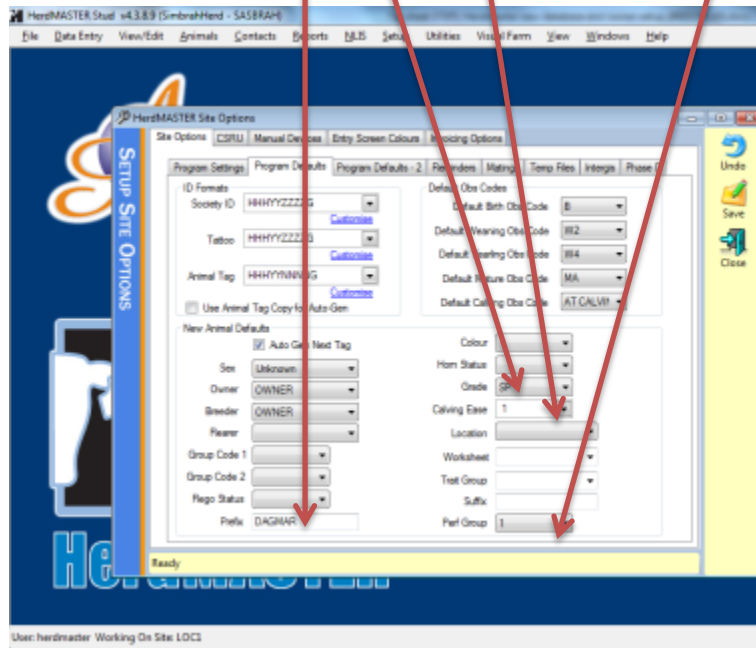 HerdMASTER Stud v4.3.8.9 (SimbrahHerd - SASBRAH)
File Data Entry View/Edit Animals Contacts Reports NLIS Setup Utilities Visual Farm View Windows Help
HerdMASTER Site Options
Site Options CSRU Manual Devices Entry Screen Colours Invoicing Options
Program Settings Program Defaults Program Defaults - 2 Reminders Matings Temp Files Intergis Phase D
SETUP SITE OPTIONS
ID Formats
Society ID HHHYYZZZZG
Customise
Tattoo HHHYYZZZZG
Customise
Animal Tag HHHYYNNNNG
Customise
Use Animal Tag Copy for Auto Gen
Default Obs Codes
Default Birth Obs Code B
Default Weaning Obs Code W2
Default Yearling Obs Code W4
Default Mature Obs Code MA
Default Calving Obs Code AT CALVIN
New Animal Defaults
Auto Gen Next Tag
Sex Unknown
Owner OWNER
Breeder OWNER
Rearer
Group Code 1
Group Code 2
Rego Status
Prefix DAGMAR
Colour
Horn Status
Grade SP
Calving Ease 1
Location
Worksheet
Trait Group
Suffix
Perf Group 1
Undo
Save
Close
Ready
HerdMASTER
User: herdmaster Working On Site: LOC1